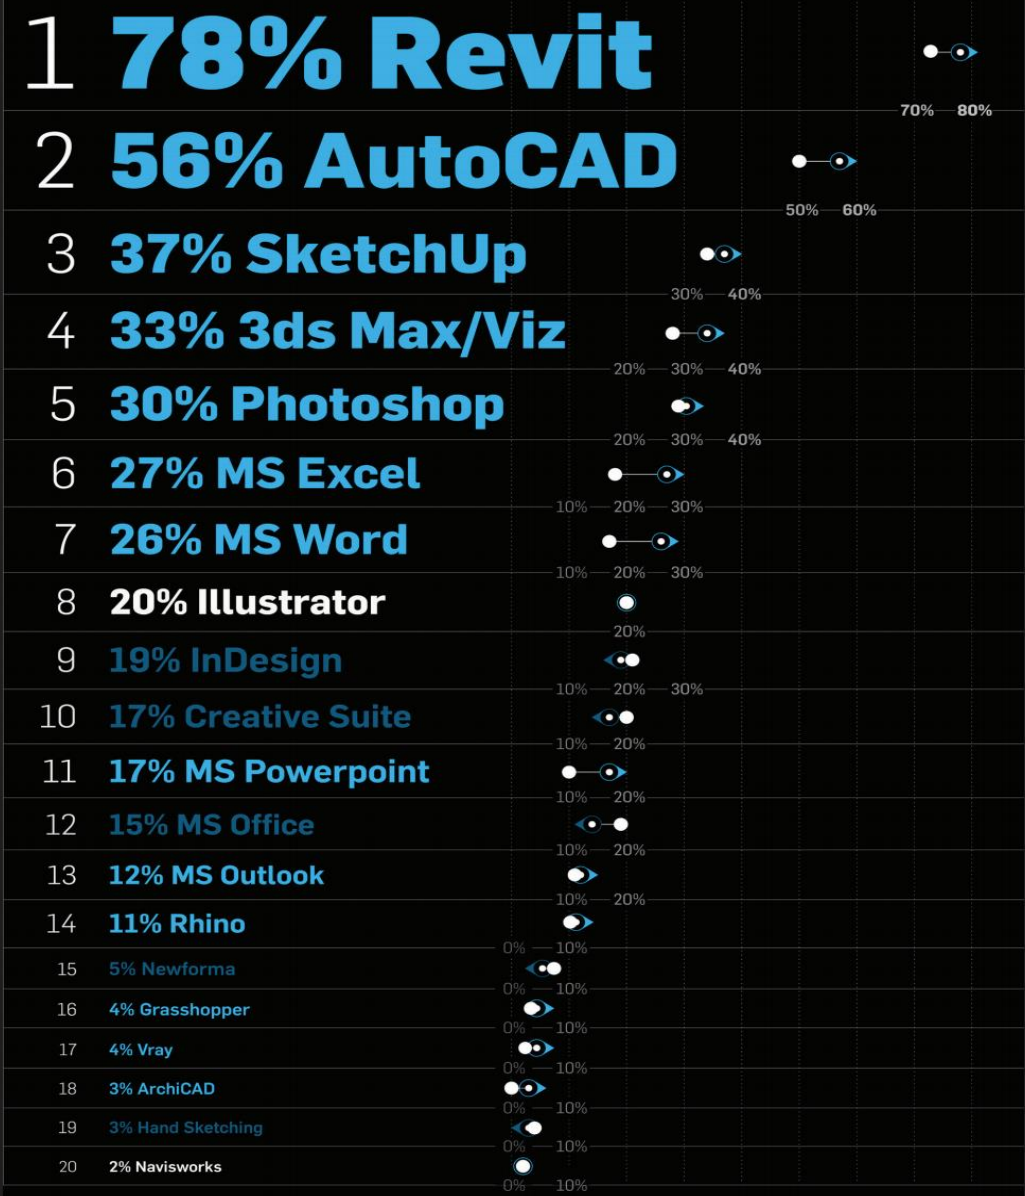 1 78% Revit
70% 80%
2 56% AutoCAD
50% 60%
3 37% SketchUp
30% 40%
4 33% 3ds Max/Viz
20% 30% 40%
5 30% Photoshop
20% 30% 40%
6 27% MS Excel
10% 20% 30%
7 26% MS Word
10% 20% 30%
8 20% Illustrator
20%
9 19% InDesign
10% 20% 30%
10 17% Creative Suite
10% 20%
11 17% MS Powerpoint
10% 20%
12 15% MS Office
10% 20%
13 12% MS Outlook
10% 20%
14 11% Rhino
0% 10%
15 5% Newforma
0% 10%
16 4% Grasshopper
0% 10%
17 4% Vray
0% 10%
18 3% ArchiCAD
0% 10%
19 3% Hand Sketching
0% 10%
20 2% Navisworks
0% 10%